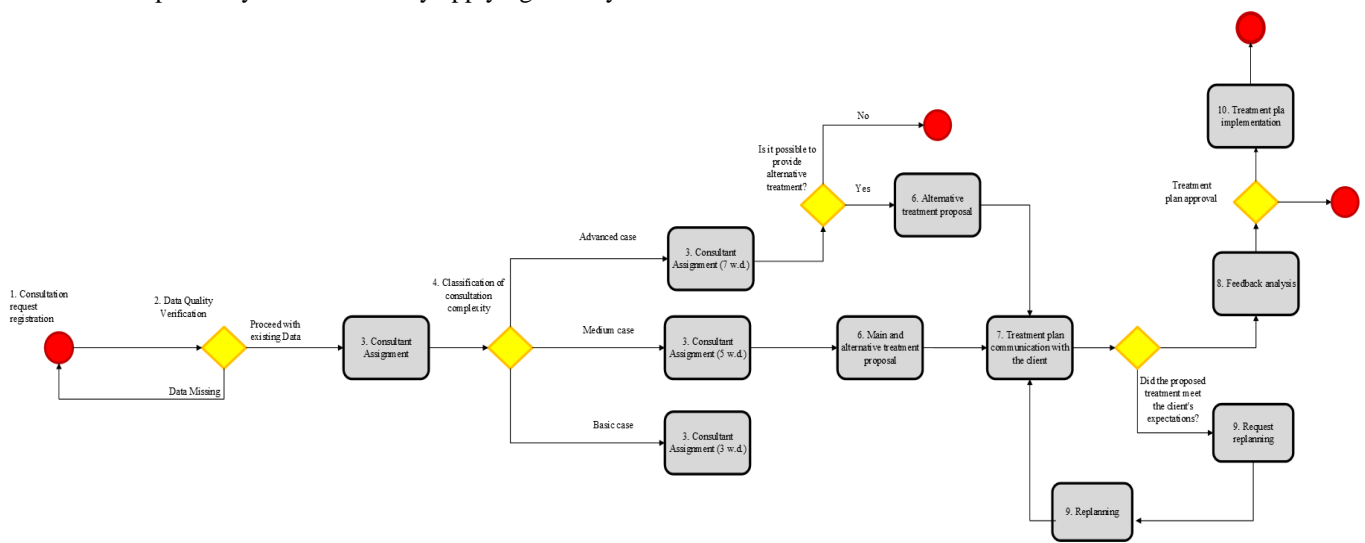 1. Consultation
request
registration
2. Data Quality
Verification
Proceed with
existing Data
Data Missing
3. Consultant
Assignment
4. Classification of
consultation
complexity
Advanced case
3. Consultant
Assignment (7 w.d.)
Is it possible to
provide
alternative
treatment?
No
Yes
6. Alternative
treatment proposal
Medium case
3. Consultant
Assignment (5 w.d.)
6. Main and
alternative treatment
proposal
Basic case
3. Consultant
Assignment (3 w.d.)
7. Treatment plan
communication with
the client
Did the proposed
treatment meet
the client's
expectations?
9. Request
replanning
9. Replanning
8. Feedback analysis
Treatment
plan approval
10. Treatment pla
implementation